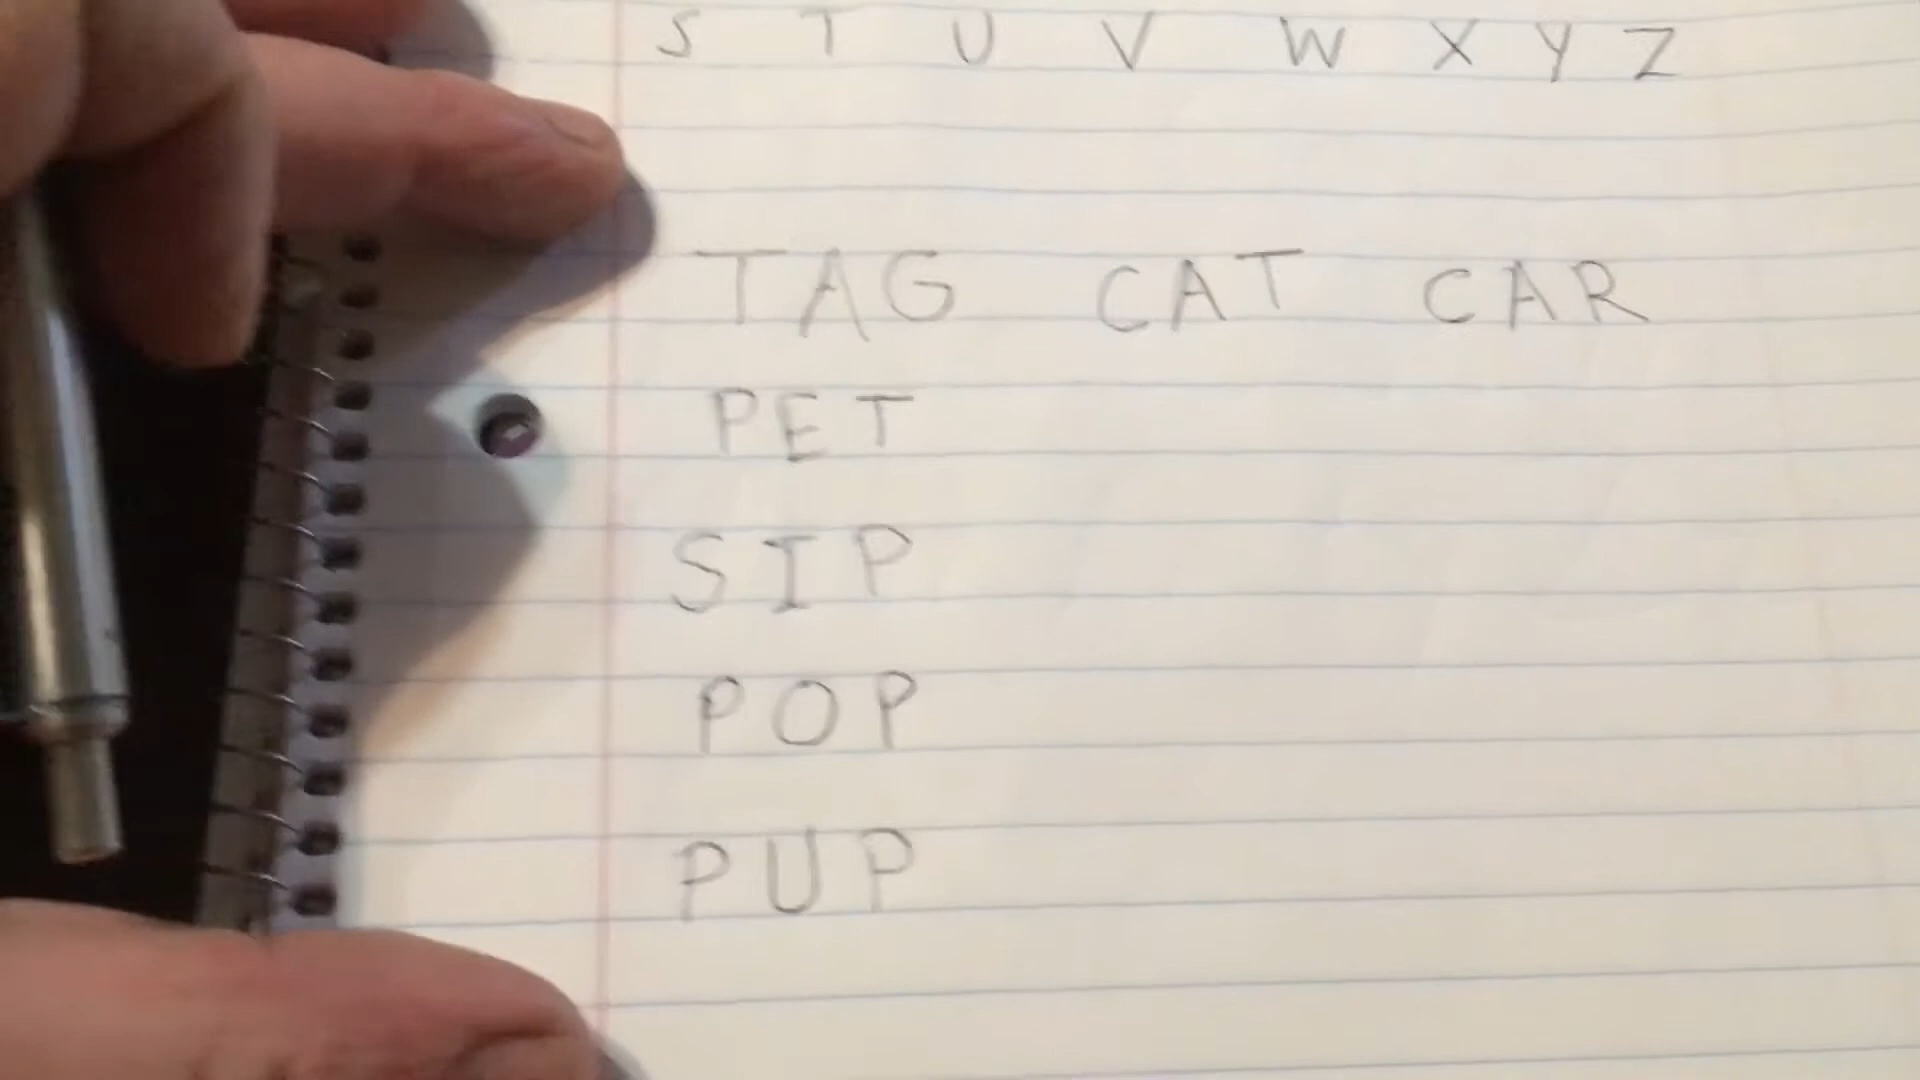 S T U V W X Y Z
TAG CAT CAR
PET
SIP
POP
PUP